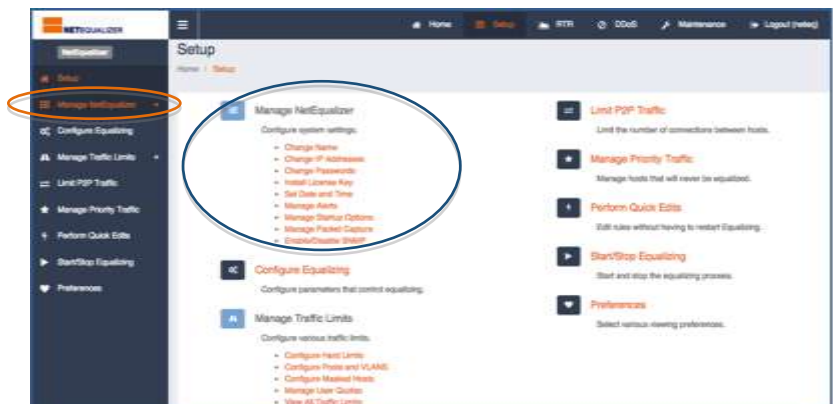 NETEQUALIZER
Home Setup RTR DDoS Maintenance Logout (neteq)
NetEqualizer
Setup
Manage NetEqualizer
Configure Equalizing
Manage Traffic Limits
Limit P2P Traffic
Manage Priority Traffic
Perform Quick Edits
Start/Stop Equalizing
Preferences
Setup
Home / Setup
Manage NetEqualizer
Configure system settings.
Change Name
Change IP Addresses
Change Passwords
Install License Key
Set Date and Time
Manage Alerts
Manage Startup Options
Manage Packet Capture
Enable/Disable SNMP
Configure Equalizing
Configure parameters that control equalizing.
Manage Traffic Limits
Configure various traffic limits.
Configure Hard Limits
Configure Pools and VLANS
Configure Masked Hosts
Manage User Quotas
View All Traffic Limits
Limit P2P Traffic
Limit the number of connections between hosts.
Manage Priority Traffic
Manage hosts that will never be equalized.
Perform Quick Edits
Edit rules without having to restart Equalizing.
Start/Stop Equalizing
Start and stop the equalizing process.
Preferences
Select various viewing preferences.